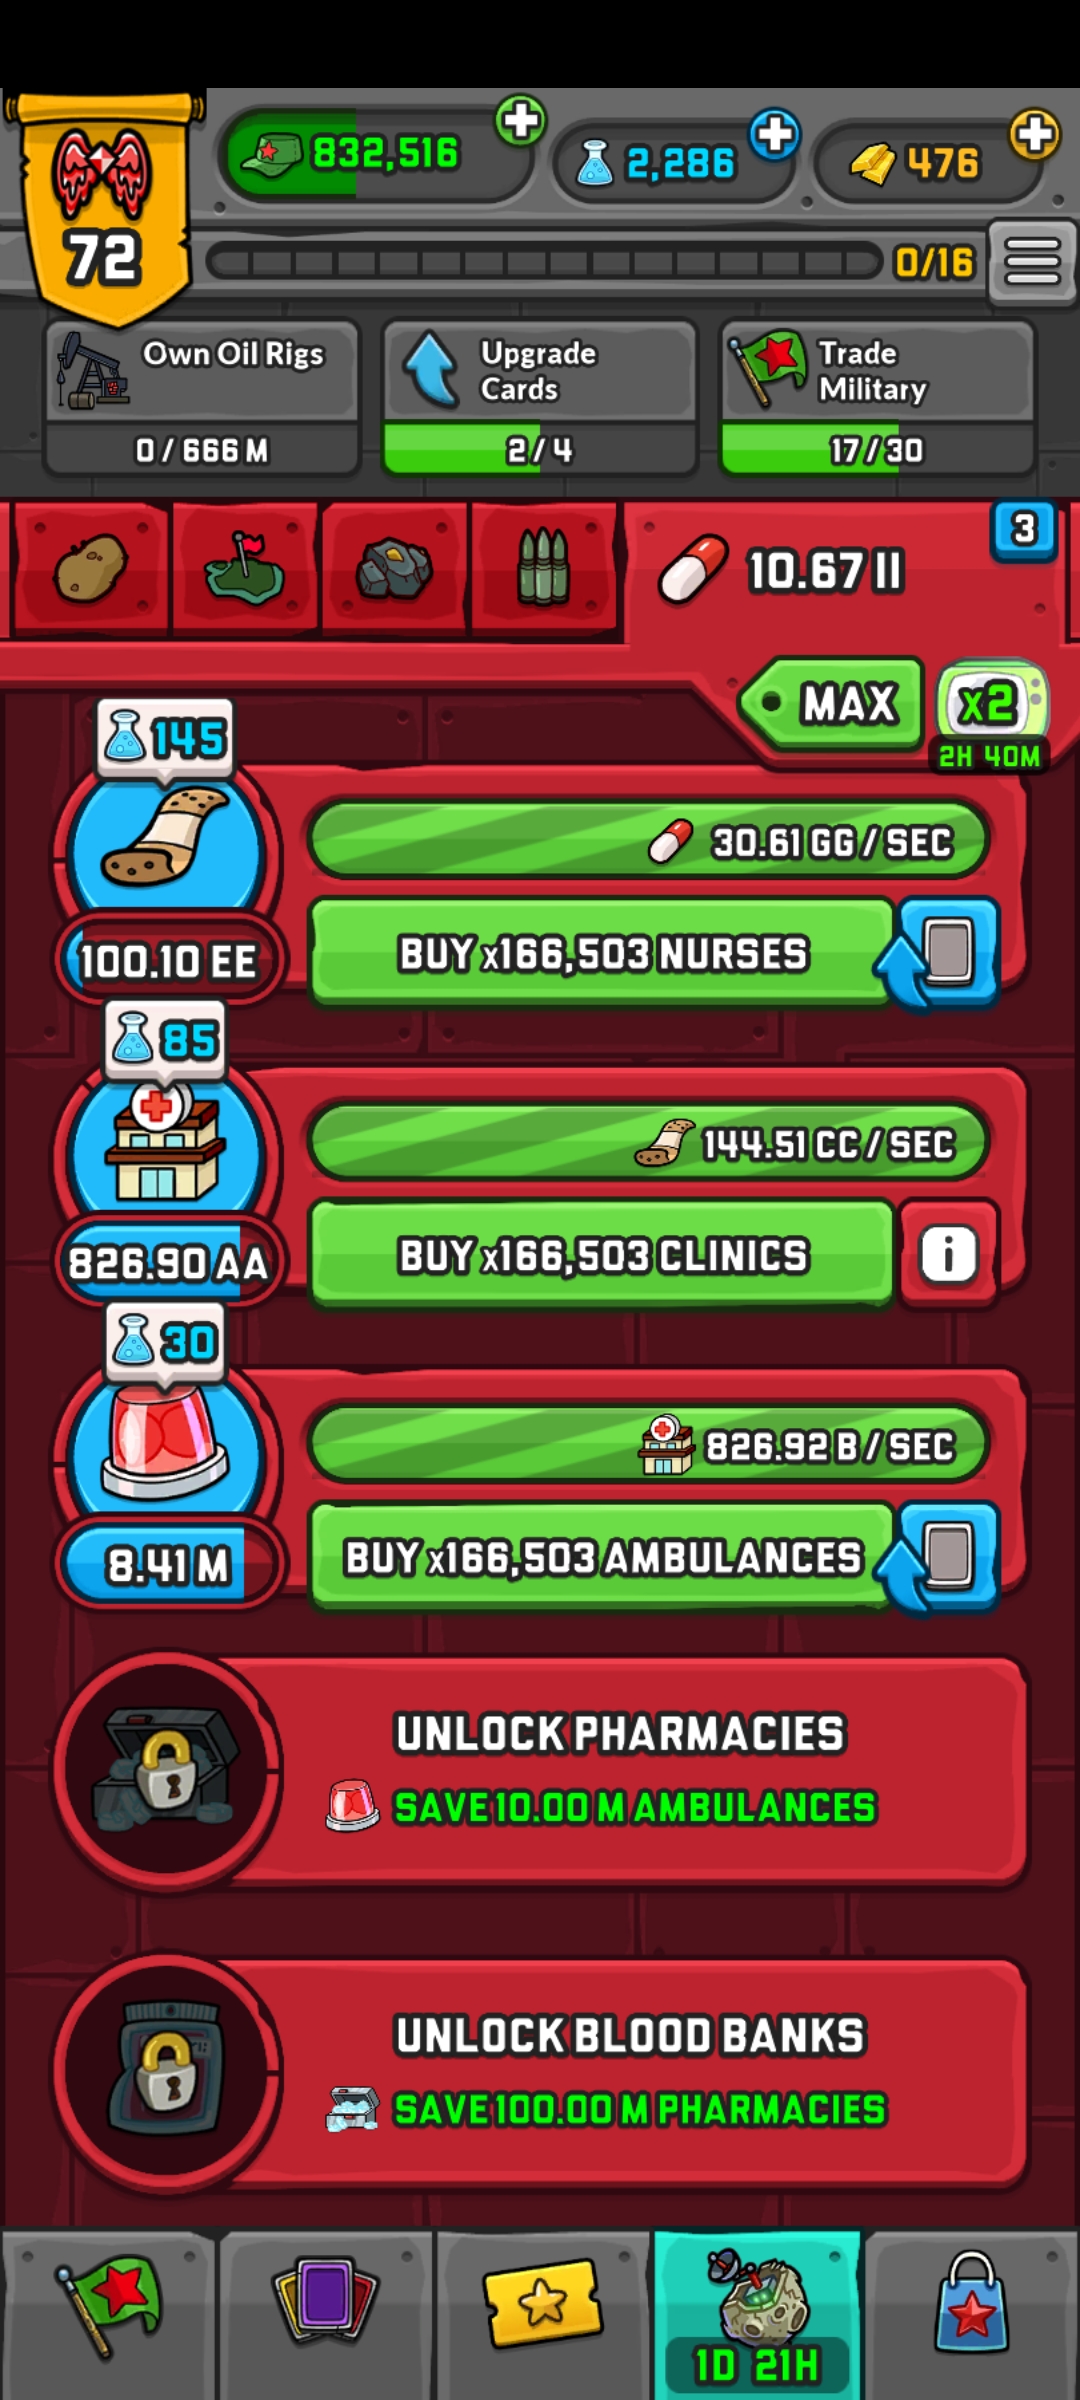 832,516
2,286
476
72
0/16
Own Oil Rigs
0 / 666 M
Upgrade
Cards
2 / 4
Trade
Military
17 / 30
10.67 II
3
MAX
x2
2H 40M
145
30.61 GG / SEC
100.10 EE
BUY x166,503 NURSES
85
144.51 CC / SEC
826.90 AA
BUY x166,503 CLINICS
i
30
826.92 B / SEC
8.41 M
BUY x166,503 AMBULANCES
UNLOCK PHARMACIES
SAVE 10.00 M AMBULANCES
UNLOCK BLOOD BANKS
SAVE 100.00 M PHARMACIES
1D 21H